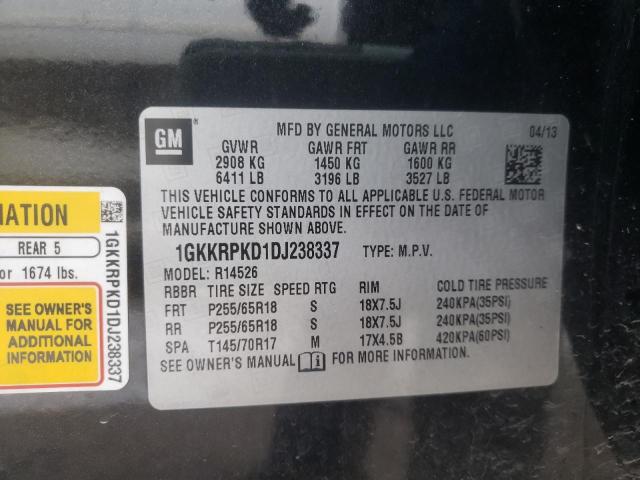 GM
MFD BY GENERAL MOTORS LLC 04/13
GVWR GAWR FRT GAWR RR
2908 KG 1450 KG 1600 KG
6411 LB 3196 LB 3527 LB
THIS VEHICLE CONFORMS TO ALL APPLICABLE U.S. FEDERAL MOTOR
VEHICLE SAFETY STANDARDS IN EFFECT ON THE DATE OF
MANUFACTURE SHOWN ABOVE.
1GKKRPKD1DJ238337 TYPE: M.P.V.
MODEL: R14526
RBBR TIRE SIZE SPEED RTG RIM COLD TIRE PRESSURE
FRT P255/65R18 S 18X7.5J 240KPA(35PSI)
RR P255/65R18 S 18X7.5J 240KPA(35PSI)
SPA T145/70R17 M 17X4.5B 420KPA(60PSI)
SEE OWNER'S MANUAL i FOR MORE INFORMATION.
MATION
REAR 5
or 1674 lbs.
SEE OWNER'S
MANUAL FOR
ADDITIONAL
INFORMATION
1GKKRPKD1DJ238337